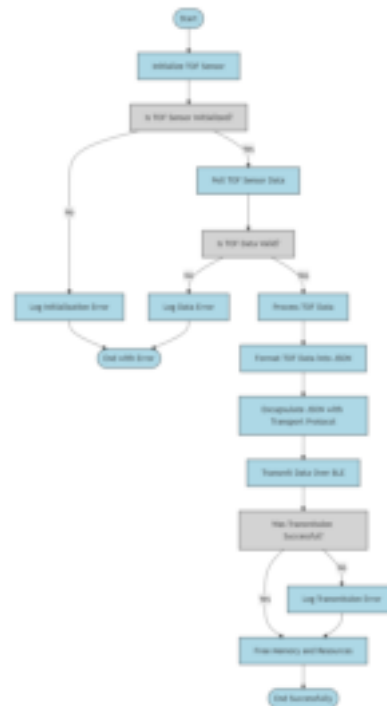 Start
Initialize TOF Sensor
Is TOF Sensor Initialized?
Yes
No
Poll TOF Sensor Data
Is TOF Data Valid?
No
Yes
Log Initialization Error
Log Data Error
Process TOF Data
End with Error
Format TOF Data into JSON
Encapsulate JSON with
Transport Protocol
Transmit Data Over BLE
Was Transmission
Successful?
No
Yes
Log Transmission Error
Free Memory and Resources
End Successfully